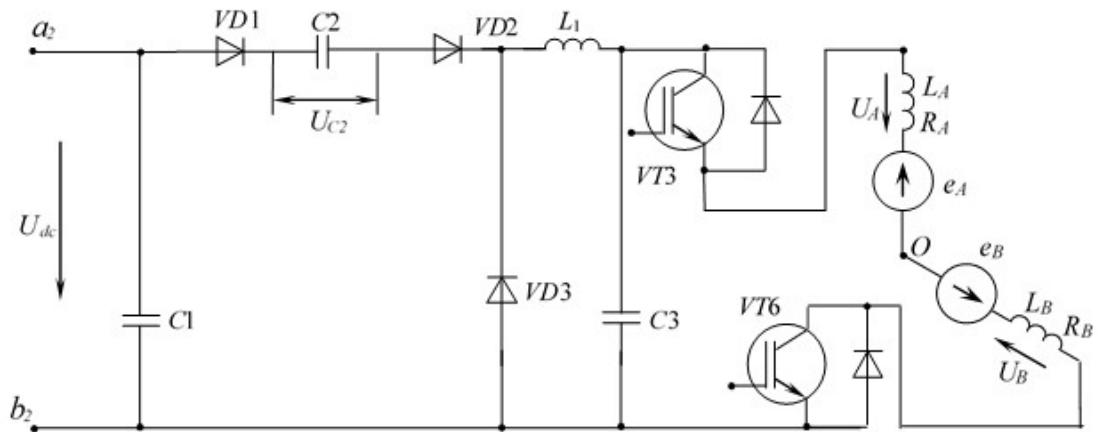 a2
VD1
C2
VD2
L1
UC2
Udc
C1
VD3
C3
VT3
UA
LA
RA
eA
O
eB
LB
RB
UB
VT6
b2